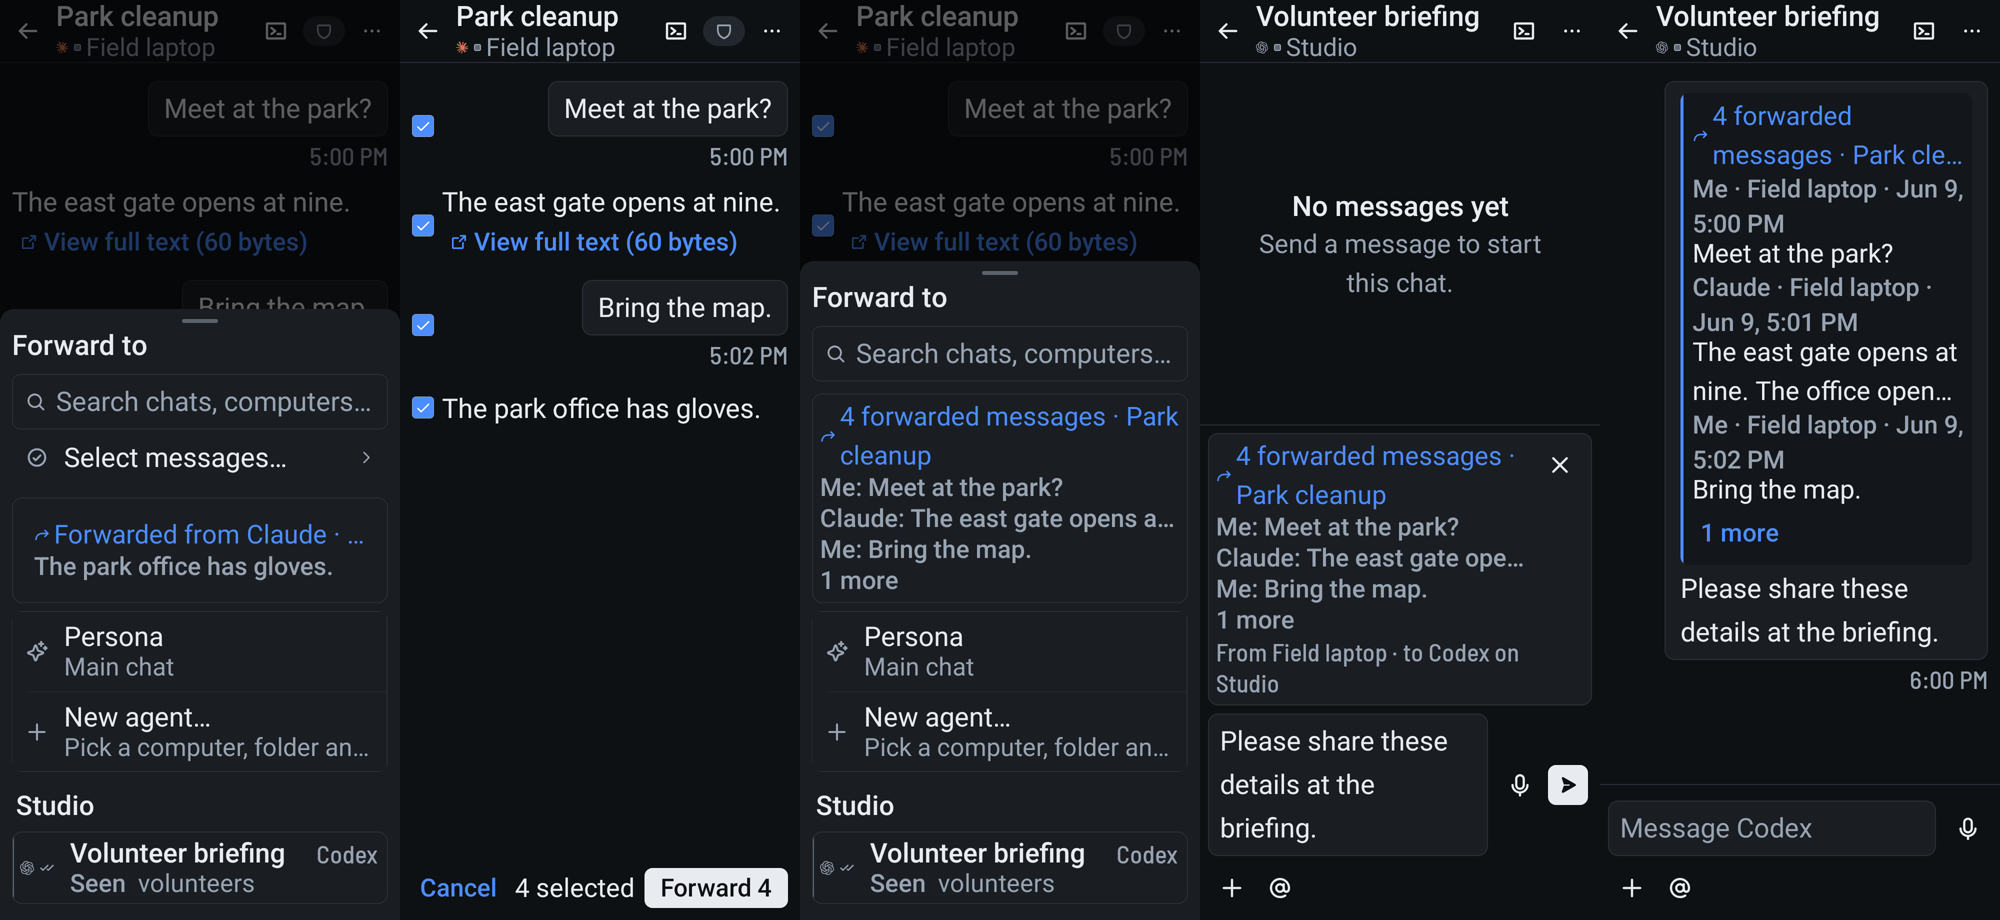 Park cleanup
Field laptop
Meet at the park?
5:00 PM
The east gate opens at nine.
View full text (60 bytes)
Bring the map.
Forward to
Search chats, computers...
Select messages...
Forwarded from Claude · ...
The park office has gloves.
Persona
Main chat
New agent...
Pick a computer, folder an...
Studio
Volunteer briefing
Codex
Seen volunteers
Park cleanup
Field laptop
Meet at the park?
5:00 PM
The east gate opens at nine.
View full text (60 bytes)
Bring the map.
5:02 PM
The park office has gloves.
Cancel
4 selected
Forward 4
Park cleanup
Field laptop
Meet at the park?
5:00 PM
The east gate opens at nine.
View full text (60 bytes)
Forward to
Search chats, computers...
4 forwarded messages · Park
cleanup
Me: Meet at the park?
Claude: The east gate opens a...
Me: Bring the map.
1 more
Persona
Main chat
New agent...
Pick a computer, folder an...
Studio
Volunteer briefing
Codex
Seen volunteers
Volunteer briefing
Studio
No messages yet
Send a message to start
this chat.
4 forwarded messages ·
Park cleanup
Me: Meet at the park?
Claude: The east gate ope...
Me: Bring the map.
1 more
From Field laptop · to Codex on
Studio
Please share these
details at the
briefing.
Volunteer briefing
Studio
4 forwarded
messages · Park cle...
Me · Field laptop · Jun 9,
5:00 PM
Meet at the park?
Claude · Field laptop ·
Jun 9, 5:01 PM
The east gate opens at
nine. The office open...
Me · Field laptop · Jun 9,
5:02 PM
Bring the map.
1 more
Please share these
details at the briefing.
6:00 PM
Message Codex